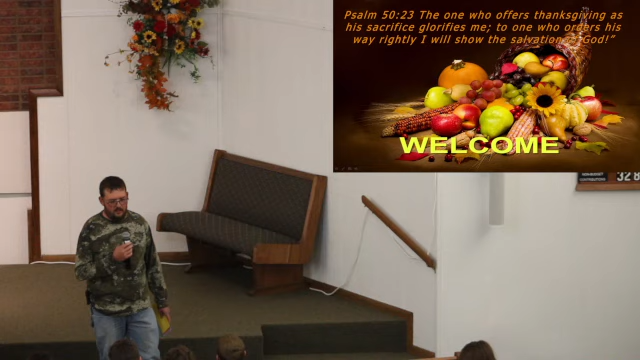 Psalm 50:23 The one who offers thanksgiving as
his sacrifice glorifies me; to one who orders his
way rightly I will show the salvation God!”
WELCOME
328